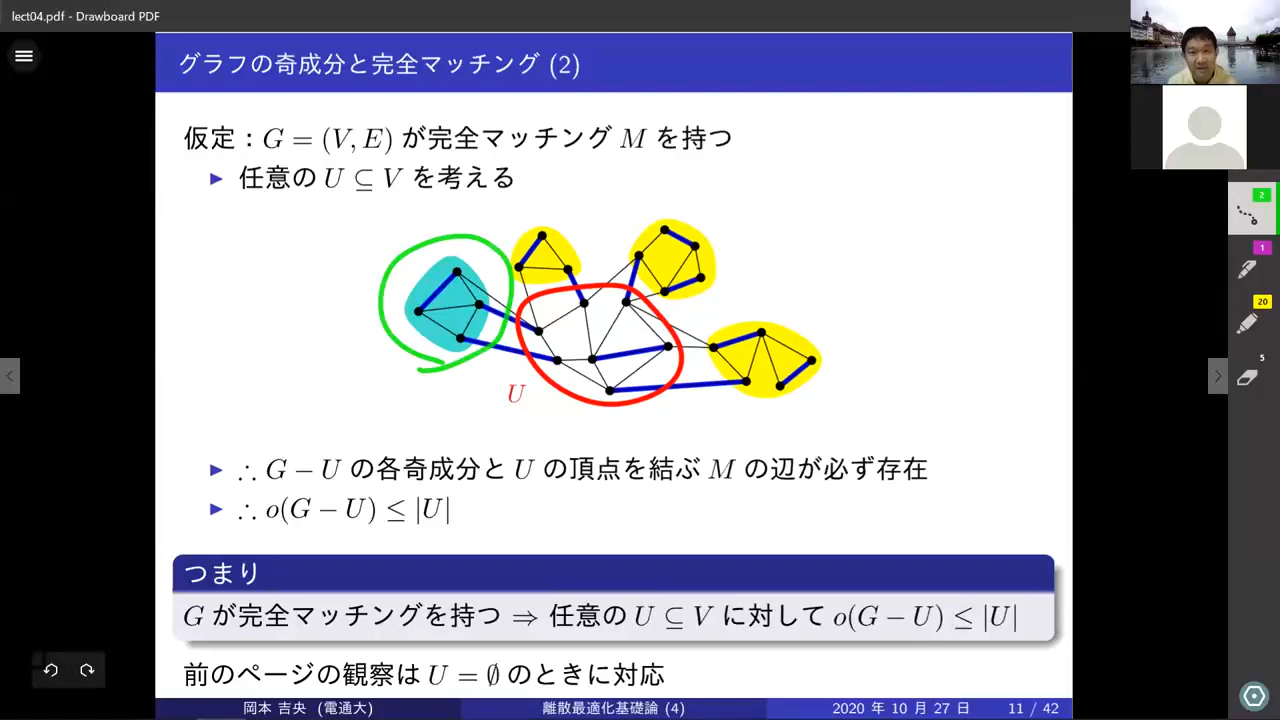 lect04.pdf - Drawboard PDF
グラフの奇成分と完全マッチング (2)
仮定：G = (V, E) が完全マッチング M を持つ
▶ 任意の U ⊆ V を考える
U
▶ ∴ G − U の各奇成分と U の頂点を結ぶ M の辺が必ず存在
▶ ∴ o(G − U) ≤ |U|
つまり
G が完全マッチングを持つ ⇒ 任意の U ⊆ V に対して o(G − U) ≤ |U|
前のページの観察は U = ∅ のときに対応
岡本 吉央 (電通大) 離散最適化基礎論 (4) 2020 年 10 月 27 日 11 / 42
2
1
20
5